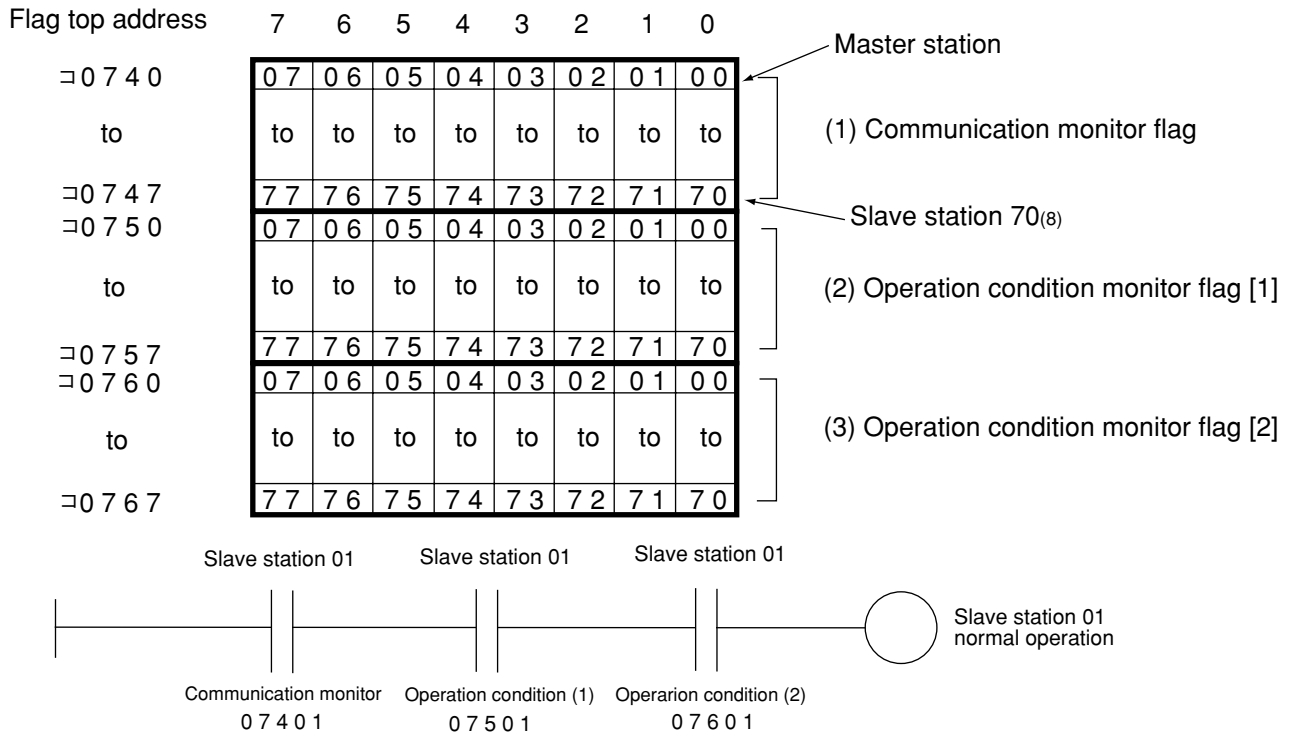 Flag top address 7 6 5 4 3 2 1 0
Master station
コ0740 07 06 05 04 03 02 01 00
to to to to to to to to to (1) Communication monitor flag
コ0747 77 76 75 74 73 72 71 70
Slave station 70(8)
コ0750 07 06 05 04 03 02 01 00
to to to to to to to to to (2) Operation condition monitor flag [1]
コ0757 77 76 75 74 73 72 71 70
コ0760 07 06 05 04 03 02 01 00
to to to to to to to to to (3) Operation condition monitor flag [2]
コ0767 77 76 75 74 73 72 71 70
Slave station 01 Slave station 01 Slave station 01
Slave station 01
normal operation
Communication monitor Operation condition (1) Operarion condition (2)
07401 07501 07601